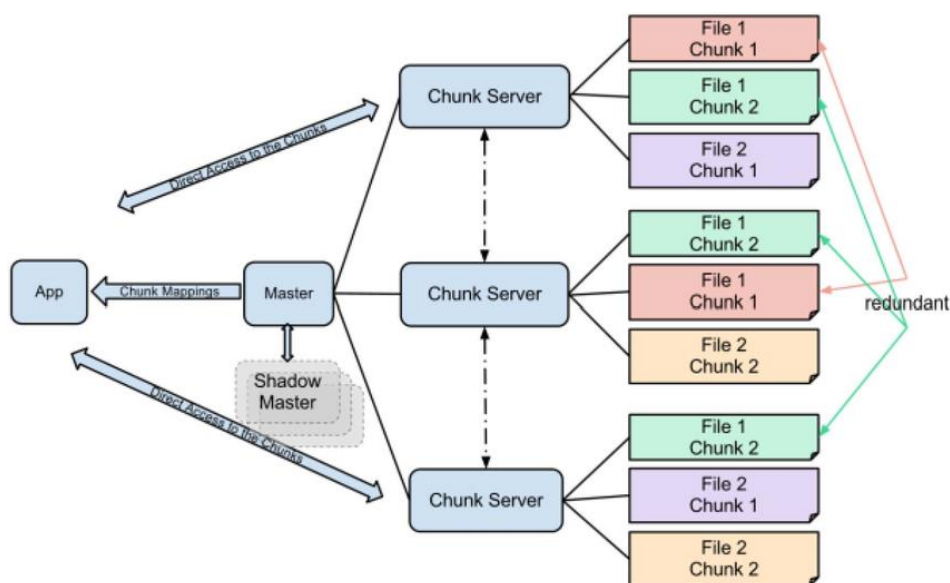 File 1
Chunk 1
Chunk Server
File 1
Chunk 2
Direct Access to the Chunks
File 2
Chunk 1
File 1
Chunk 2
App
Chunk Mappings
Master
Chunk Server
File 1
Chunk 1
redundant
Shadow
Master
File 2
Chunk 2
Direct Access to the Chunks
File 1
Chunk 2
Chunk Server
File 2
Chunk 1
File 2
Chunk 2